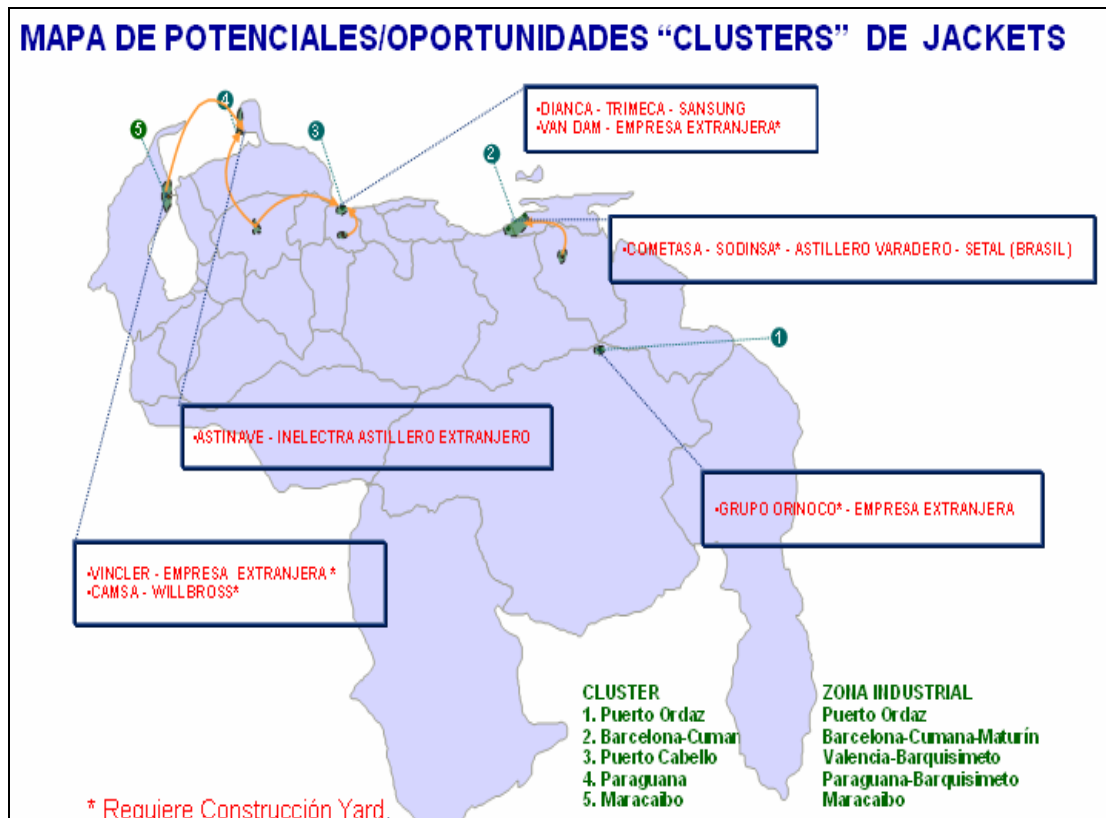 MAPA DE POTENCIALES/OPORTUNIDADES “CLUSTERS” DE JACKETS
5
4
3
2
1
•DIANCA - TRIMECA - SANSUNG
•VAN DAM - EMPRESA EXTRANJERA*
•COMETASA - SODINSA* - ASTILLERO VARADERO - SETAL (BRASIL)
•ASTINAVE - INELECTRA ASTILLERO EXTRANJERO
•GRUPO ORINOCO* - EMPRESA EXTRANJERA
•VINCLER - EMPRESA EXTRANJERA *
•CAMSA - WILLBROSS*
CLUSTER
1. Puerto Ordaz
2. Barcelona-Cuman
3. Puerto Cabello
4. Paraguana
5. Maracaibo
ZONA INDUSTRIAL
Puerto Ordaz
Barcelona-Cumana-Maturín
Valencia-Barquisimeto
Paraguana-Barquisimeto
Maracaibo
* Requiere Construcción Yard.